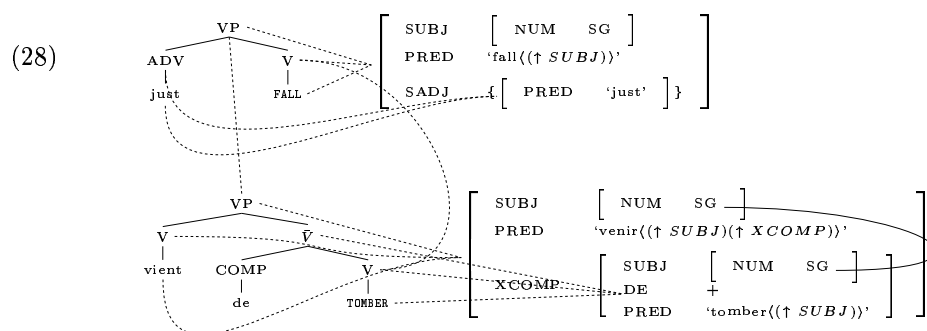 (28)
VP
ADV V
just FALL
SUBJ [ NUM SG ]
PRED ‘fall⟨(↑ SUBJ)⟩’
SADJ { [ PRED ‘just’ ] }
VP
V V̄
vient COMP V
de TOMBER
SUBJ [ NUM SG ]
PRED ‘venir⟨(↑ SUBJ)(↑ XCOMP)⟩’
XCOMP
SUBJ [ NUM SG ]
DE +
PRED ‘tomber⟨(↑ SUBJ)⟩’